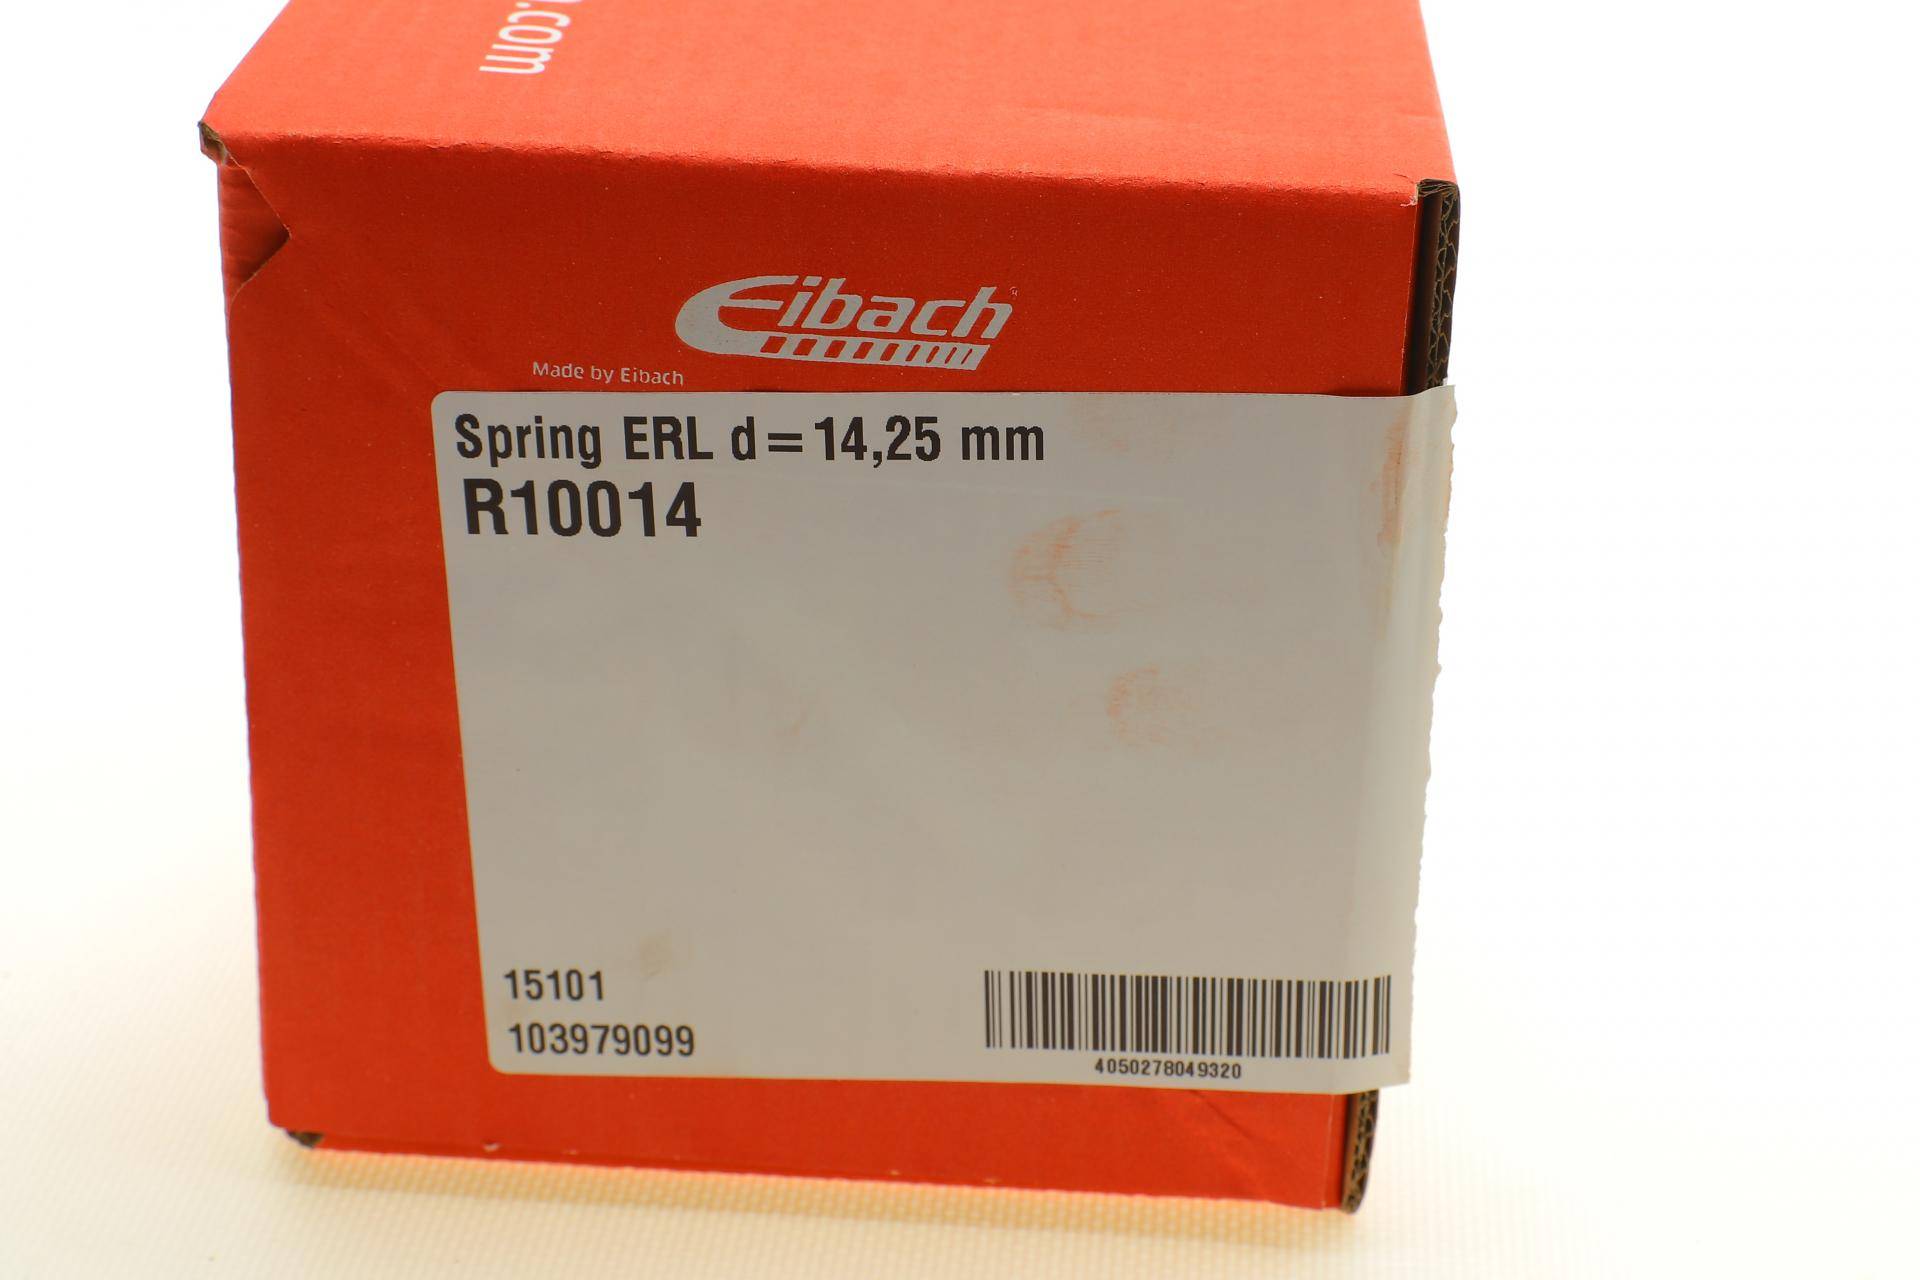 .com
Eibach
Made by Eibach
Spring ERL d=14,25 mm
R10014
15101
103979099
4050278049320